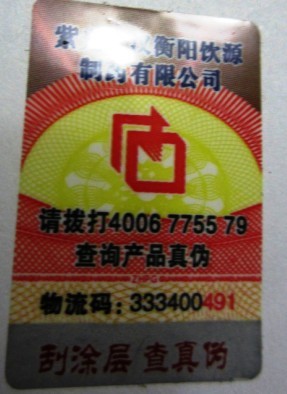 紫 衡阳饮源
制药有限公司
请拨打4006 7755 79
查询产品真伪
物流码：333400491
刮涂层 查真伪